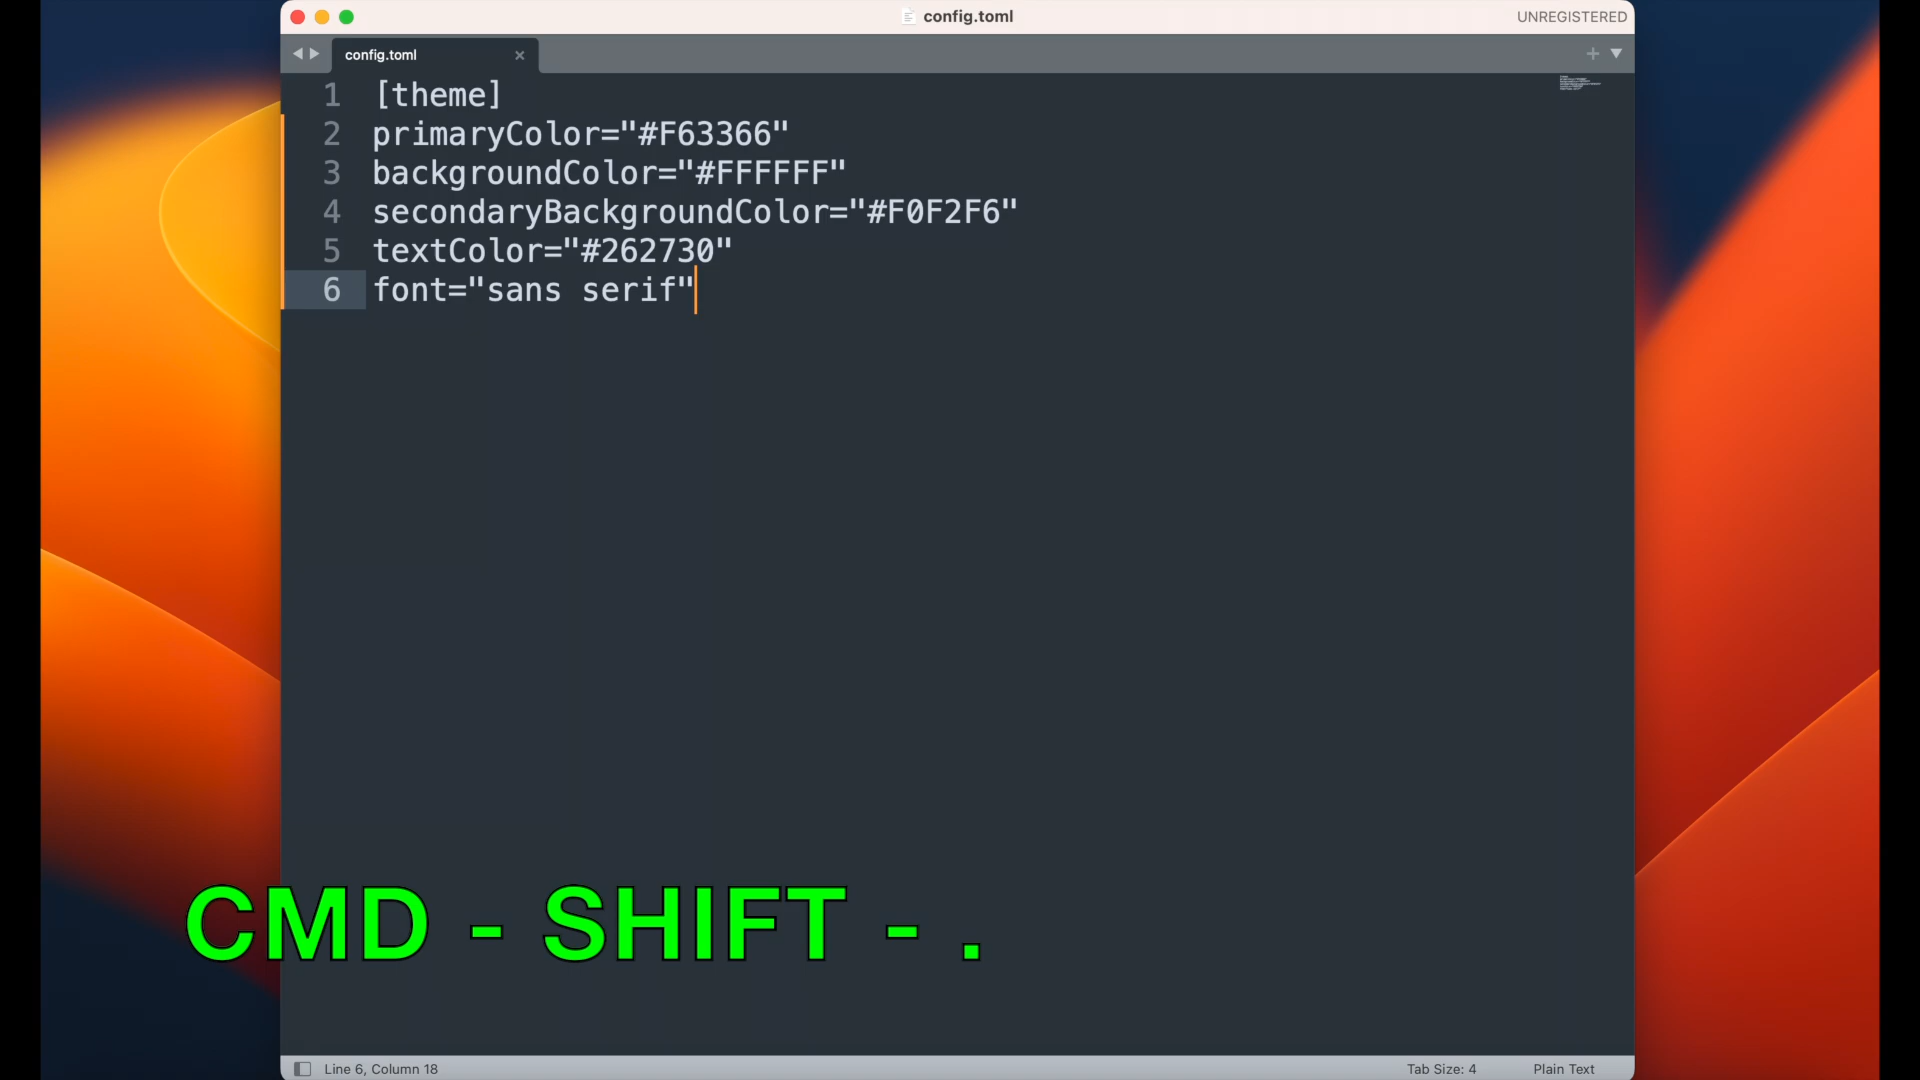 config.toml
UNREGISTERED
config.toml
1 [theme]
2 primaryColor="#F63366"
3 backgroundColor="#FFFFFF"
4 secondaryBackgroundColor="#F0F2F6"
5 textColor="#262730"
6 font="sans serif"
CMD - SHIFT - .
Line 6, Column 18
Tab Size: 4
Plain Text